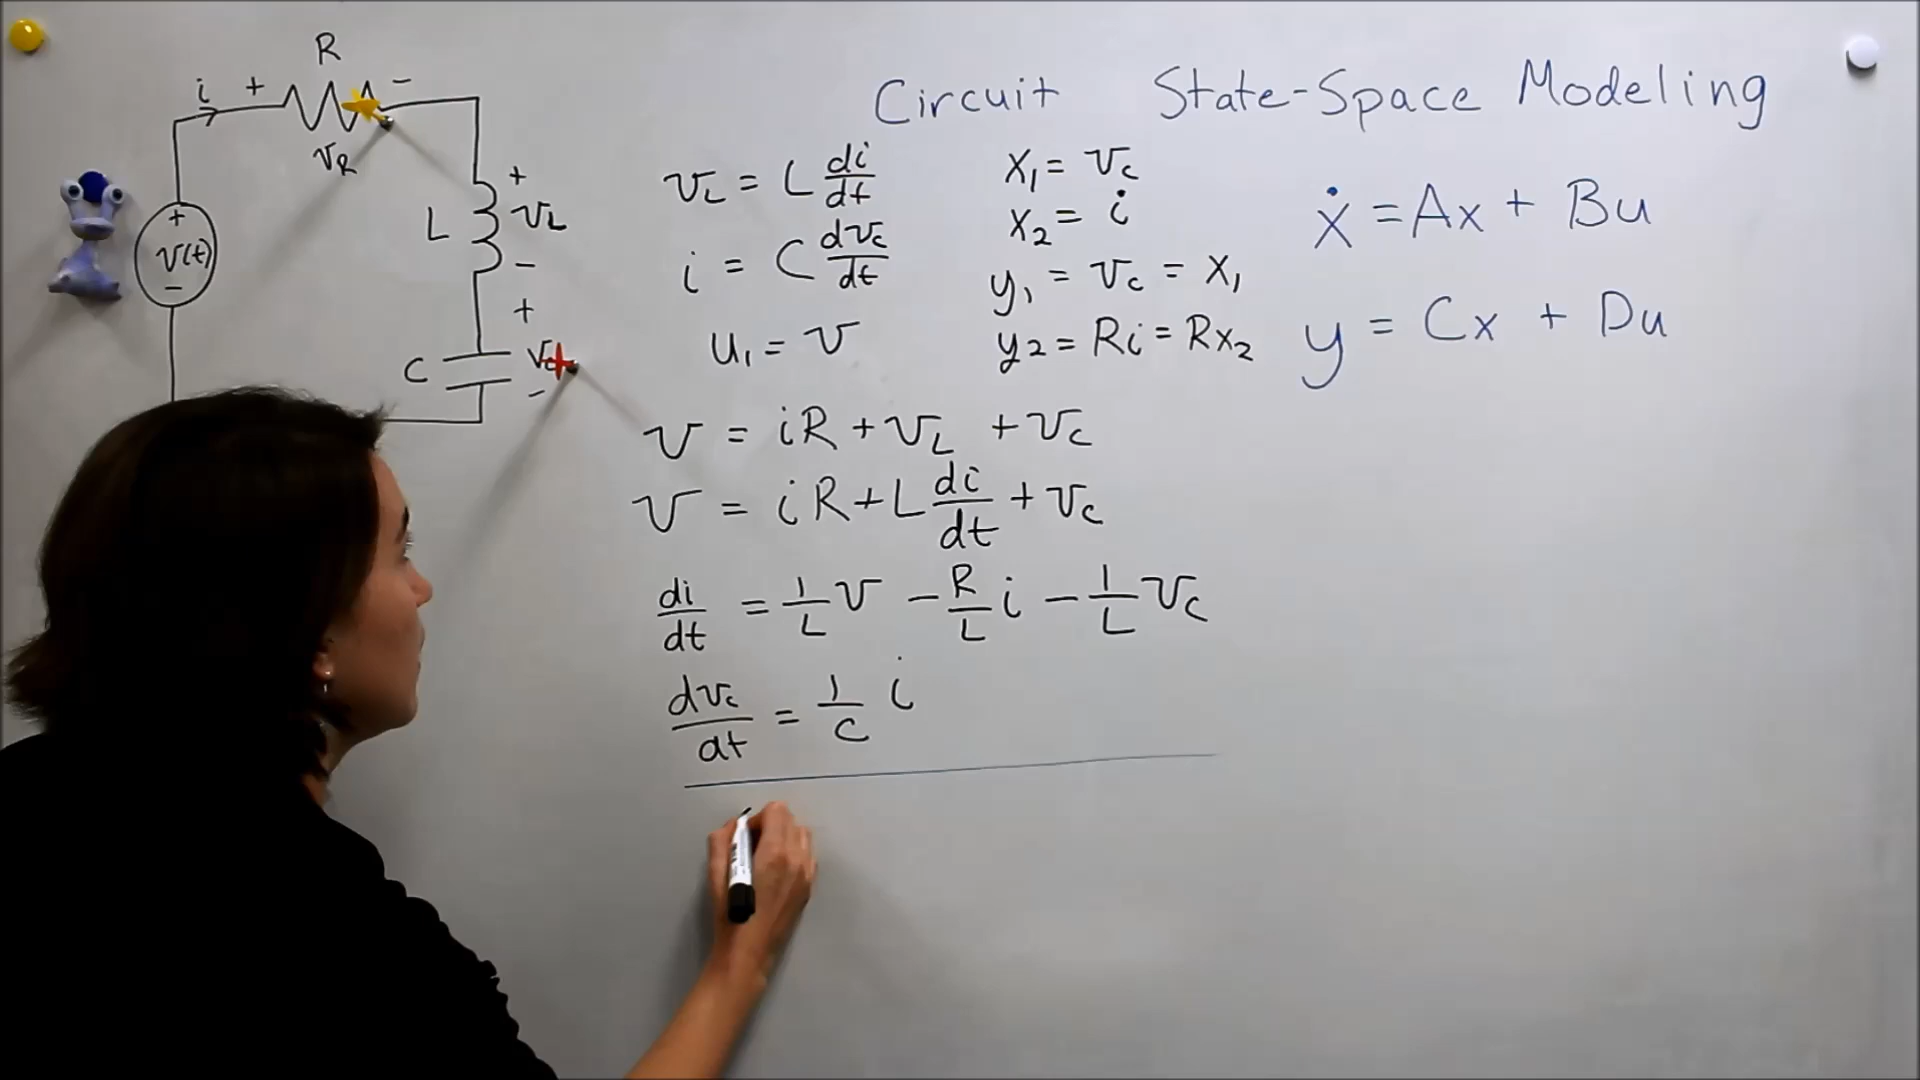 Circuit State-Space Modeling
R
i + -
v_R
+
v(t)
-
L
+
v_L
-
+
C
v_c
-
v_L = L di/dt
i = C dv_c/dt
u_1 = v
x_1 = v_c
x_2 = i
y_1 = v_c = x_1
y_2 = Ri = Rx_2
ẋ = Ax + Bu
y = Cx + Du
v = iR + v_L + v_c
v = iR + L di/dt + v_c
di/dt = 1/L v - R/L i - 1/L v_c
dv_c/dt = 1/C i